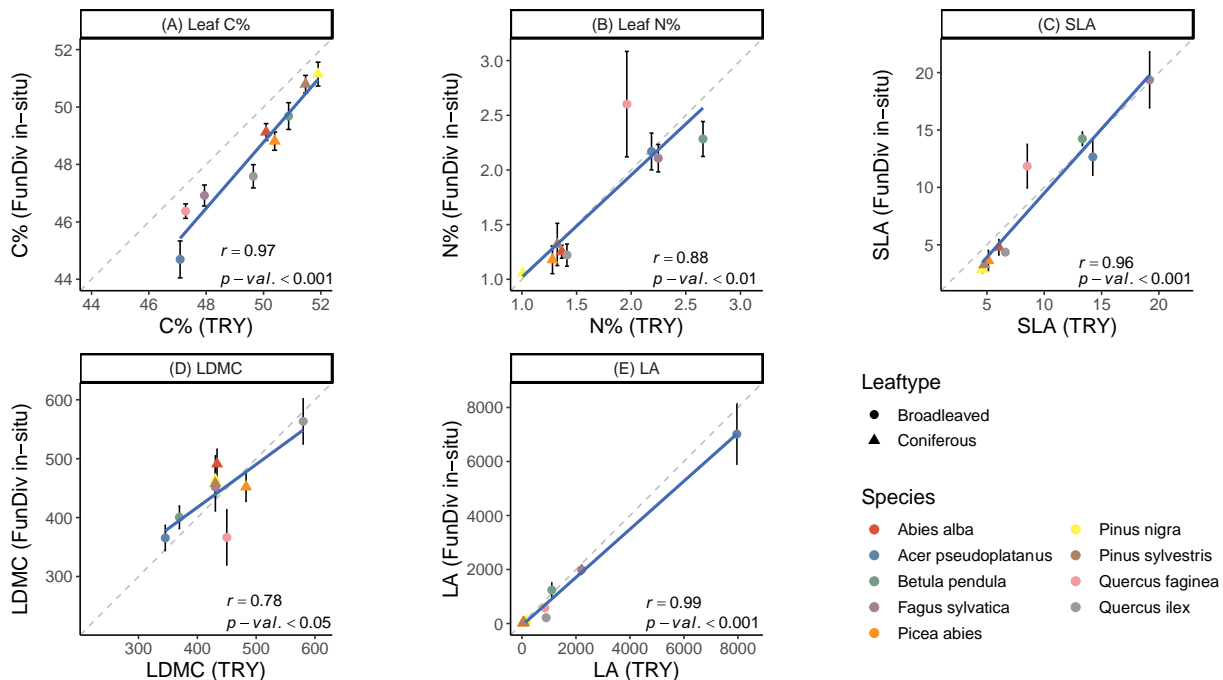 (A) Leaf C%
52
50
48
46
44
44 46 48 50 52
C% (FunDiv in−situ)
C% (TRY)
r = 0.97
p − val. < 0.001
(B) Leaf N%
3.0
2.5
2.0
1.5
1.0
1.0 1.5 2.0 2.5 3.0
N% (FunDiv in−situ)
N% (TRY)
r = 0.88
p − val. < 0.01
(C) SLA
20
15
10
5
5 10 15 20
SLA (FunDiv in−situ)
SLA (TRY)
r = 0.96
p − val. < 0.001
(D) LDMC
600
500
400
300
300 400 500 600
LDMC (FunDiv in−situ)
LDMC (TRY)
r = 0.78
p − val. < 0.05
(E) LA
8000
6000
4000
2000
0
0 2000 4000 6000 8000
LA (FunDiv in−situ)
LA (TRY)
r = 0.99
p − val. < 0.001
Leaftype
Broadleaved
Coniferous
Species
Abies alba
Acer pseudoplatanus
Betula pendula
Fagus sylvatica
Picea abies
Pinus nigra
Pinus sylvestris
Quercus faginea
Quercus ilex